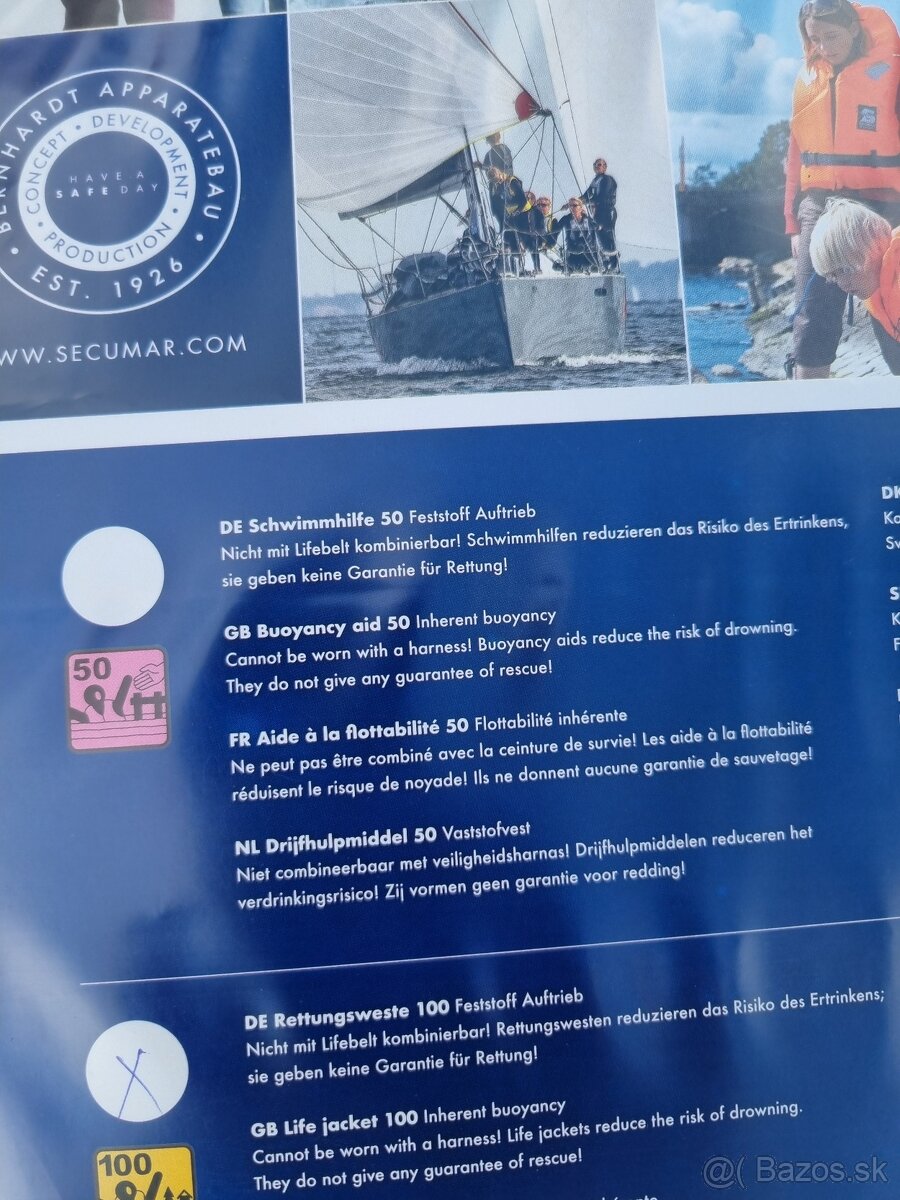 BERNHARDT APPARATEBAU
• CONCEPT • DEVELOPMENT • PRODUCTION
HAVE A
SAFE DAY
• EST. 1926 •
WWW.SECUMAR.COM
DE Schwimmhilfe 50 Feststoff Auftrieb
Nicht mit Lifebelt kombinierbar! Schwimmhilfen reduzieren das Risiko des Ertrinkens,
sie geben keine Garantie für Rettung!
50
GB Buoyancy aid 50 Inherent buoyancy
Cannot be worn with a harness! Buoyancy aids reduce the risk of drowning.
They do not give any guarantee of rescue!
FR Aide à la flottabilité 50 Flottabilité inhérente
Ne peut pas être combiné avec la ceinture de survie! Les aide à la flottabilité
réduisent le risque de noyade! Ils ne donnent aucune garantie de sauvetage!
NL Drijfhulpmiddel 50 Vaststofvest
Niet combineerbaar met veiligheidsharnas! Drijfhulpmiddelen reduceren het
verdrinkingsrisico! Zij vormen geen garantie voor redding!
DK
DE Rettungsweste 100 Feststoff Auftrieb
Nicht mit Lifebelt kombinierbar! Rettungswesten reduzieren das Risiko des Ertrinkens;
sie geben keine Garantie für Rettung!
X
100
GB Life jacket 100 Inherent buoyancy
Cannot be worn with a harness! Life jackets reduce the risk of drowning.
They do not give any guarantee of rescue!
@( Bazos.sk